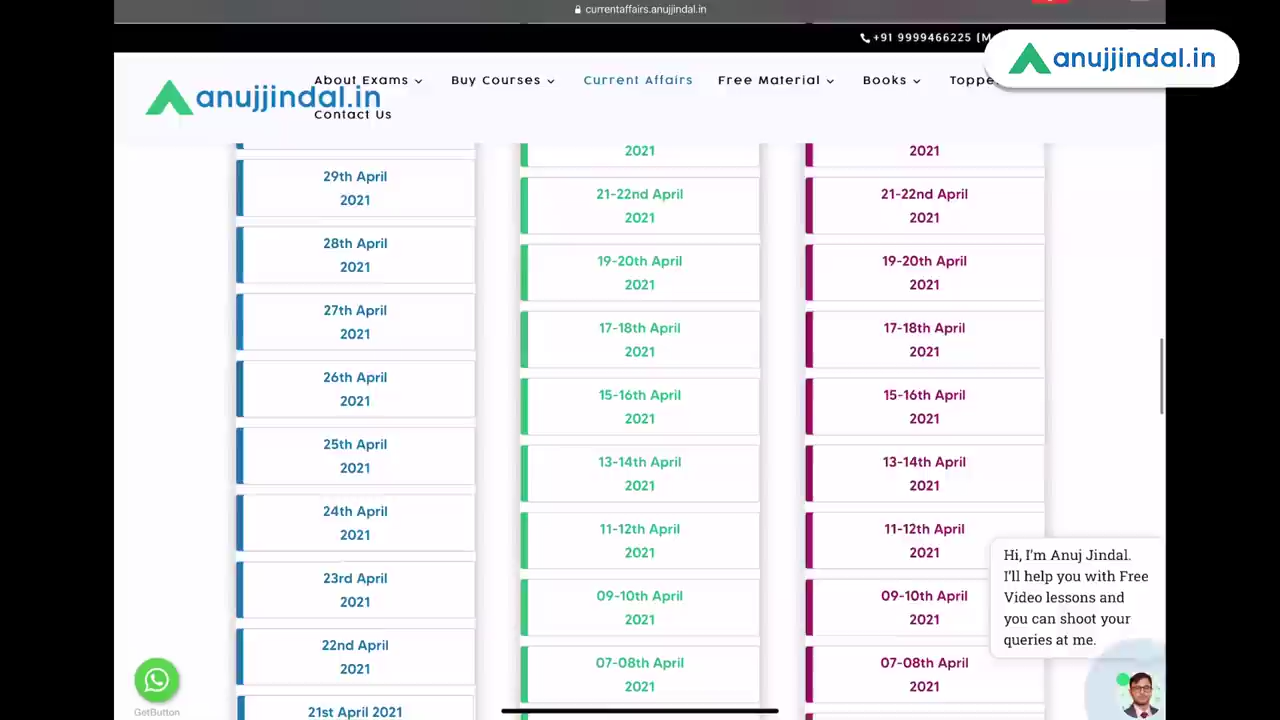 currentaffairs.anujjindal.in
+91 9999466225 (M
anujjindal.in
About Exams
Buy Courses
Current Affairs
Free Material
Books
anujjindal.in
Contact Us
29th April
2021
28th April
2021
27th April
2021
26th April
2021
25th April
2021
24th April
2021
23rd April
2021
22nd April
2021
21st April 2021
2021
21-22nd April
2021
19-20th April
2021
17-18th April
2021
15-16th April
2021
13-14th April
2021
11-12th April
2021
09-10th April
2021
07-08th April
2021
2021
21-22nd April
2021
19-20th April
2021
17-18th April
2021
15-16th April
2021
13-14th April
2021
11-12th April
2021
09-10th April
2021
07-08th April
2021
Hi, I'm Anuj Jindal.
I'll help you with Free
Video lessons and
you can shoot your
queries at me.
GetButton